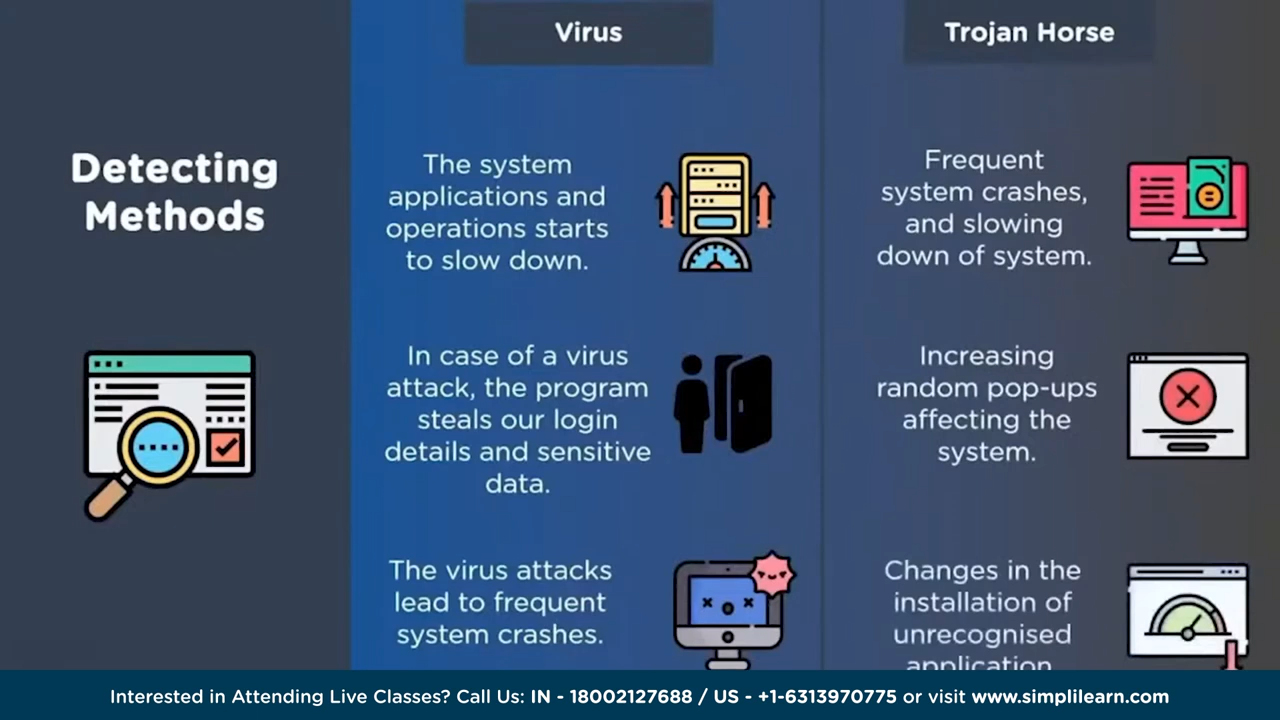 Virus
Trojan Horse
Detecting
Methods
The system
applications and
operations starts
to slow down.
Frequent
system crashes,
and slowing
down of system.
In case of a virus
attack, the program
steals our login
details and sensitive
data.
Increasing
random pop-ups
affecting the
system.
The virus attacks
lead to frequent
system crashes.
Changes in the
installation of
unrecognised
application
Interested in Attending Live Classes? Call Us: IN - 18002127688 / US - +1-6313970775 or visit www.simplilearn.com